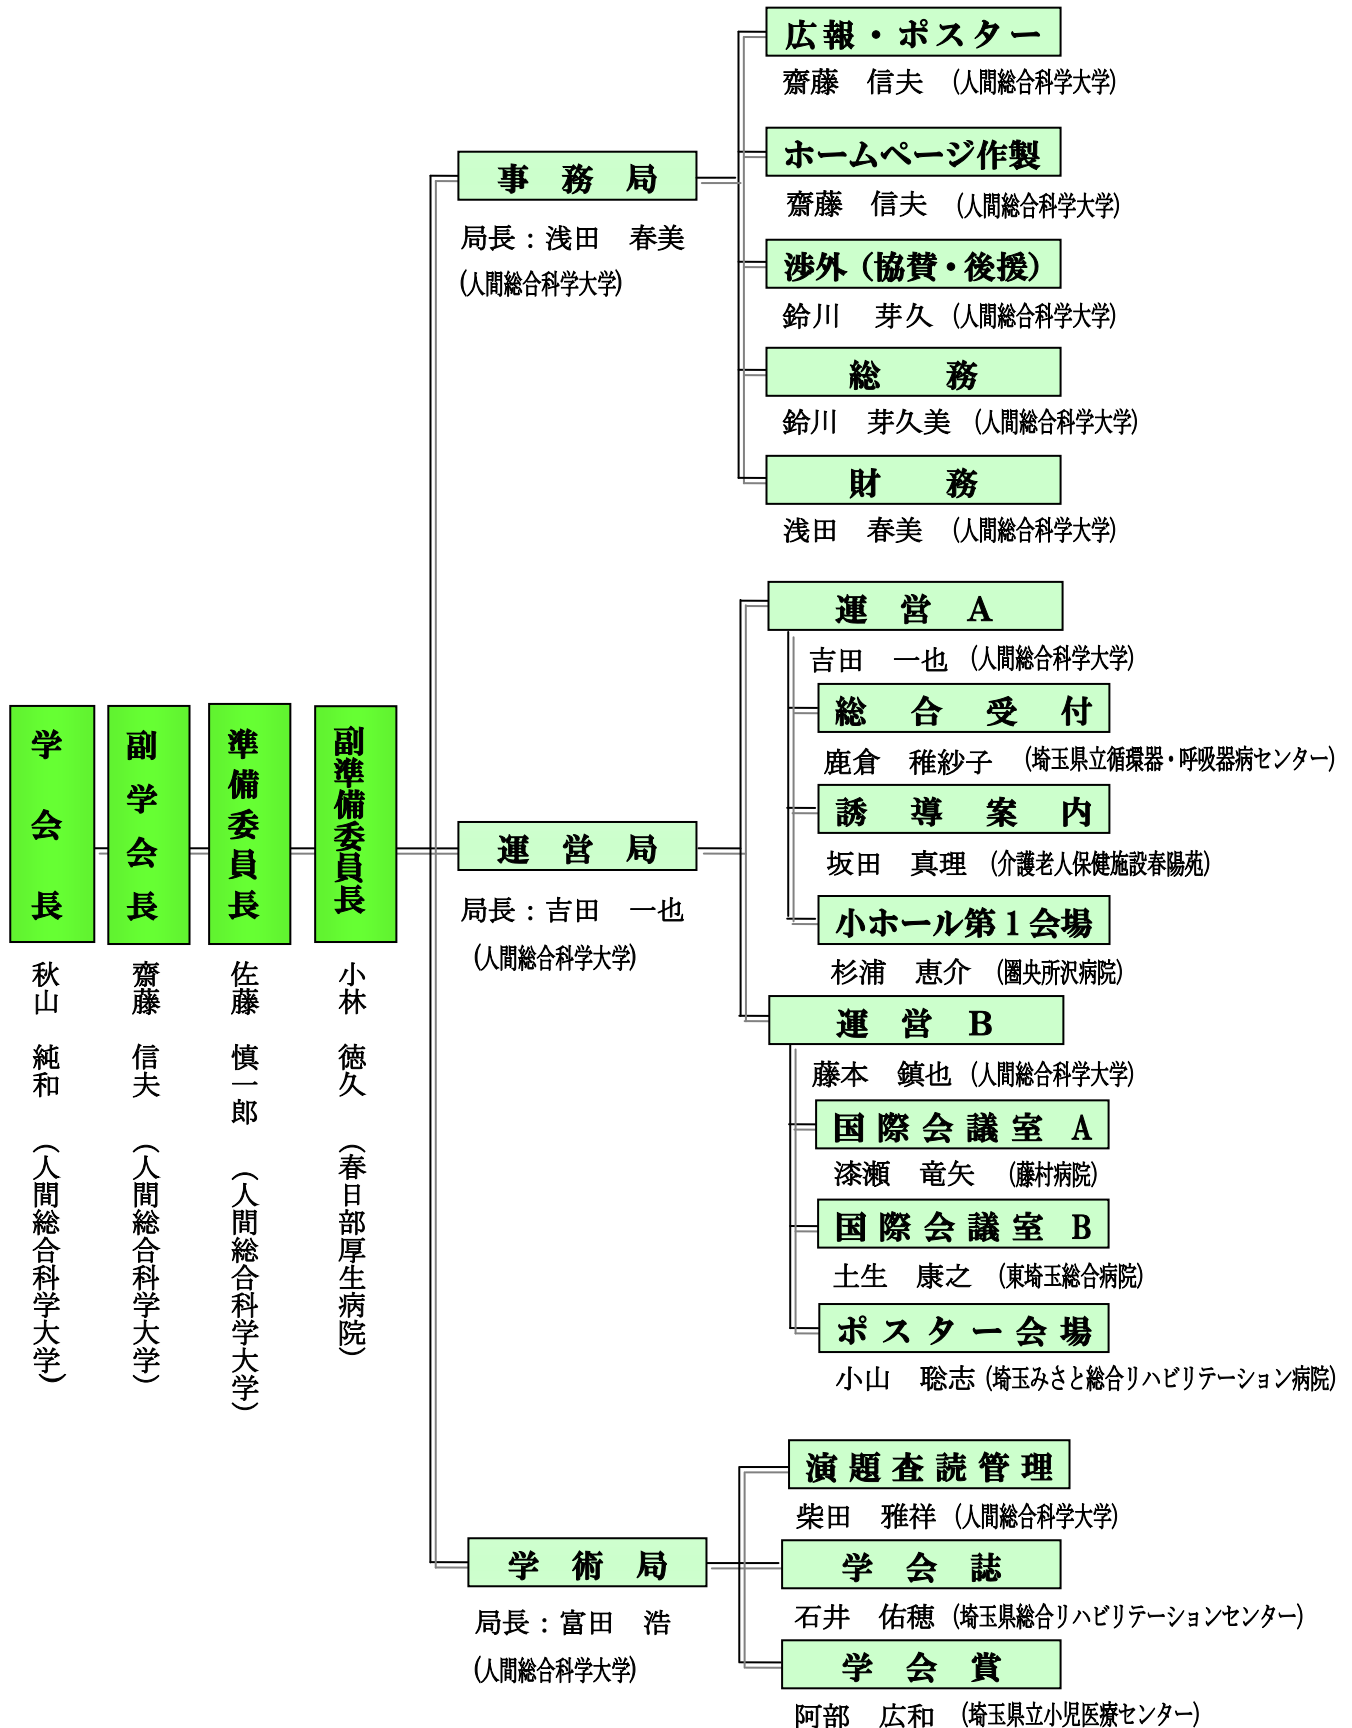 学会長
秋山　純和　（人間総合科学大学）
副学会長
齋藤　信夫　（人間総合科学大学）
準備委員長
佐藤　慎一郎　（人間総合科学大学）
副準備委員長
小林　徳久　（春日部厚生病院）
事務局
局長：浅田　春美
(人間総合科学大学)
広報・ポスター
齋藤　信夫　(人間総合科学大学)
ホームページ作製
齋藤　信夫　(人間総合科学大学)
渉外（協賛・後援）
鈴川　芽久　(人間総合科学大学)
総務
鈴川　芽久美　(人間総合科学大学)
財務
浅田　春美　(人間総合科学大学)
運営局
局長：吉田　一也
(人間総合科学大学)
運営A
吉田　一也　(人間総合科学大学)
総合受付
鹿倉　稚紗子　(埼玉県立循環器・呼吸器病センター)
誘導案内
坂田　真理　(介護老人保健施設春陽苑)
小ホール第１会場
杉浦　恵介　(圏央所沢病院)
運営B
藤本　鎮也　(人間総合科学大学)
国際会議室　A
漆瀬　竜矢　(藤村病院)
国際会議室　B
土生　康之　(東埼玉総合病院)
ポスター会場
小山　聡志 (埼玉みさと総合リハビリテーション病院)
学術局
局長：富田　浩
(人間総合科学大学)
演題査読管理
柴田　雅祥　(人間総合科学大学)
学会誌
石井　佑穂　(埼玉県総合リハビリテーションセンター)
学会賞
阿部　広和　(埼玉県立小児医療センター)